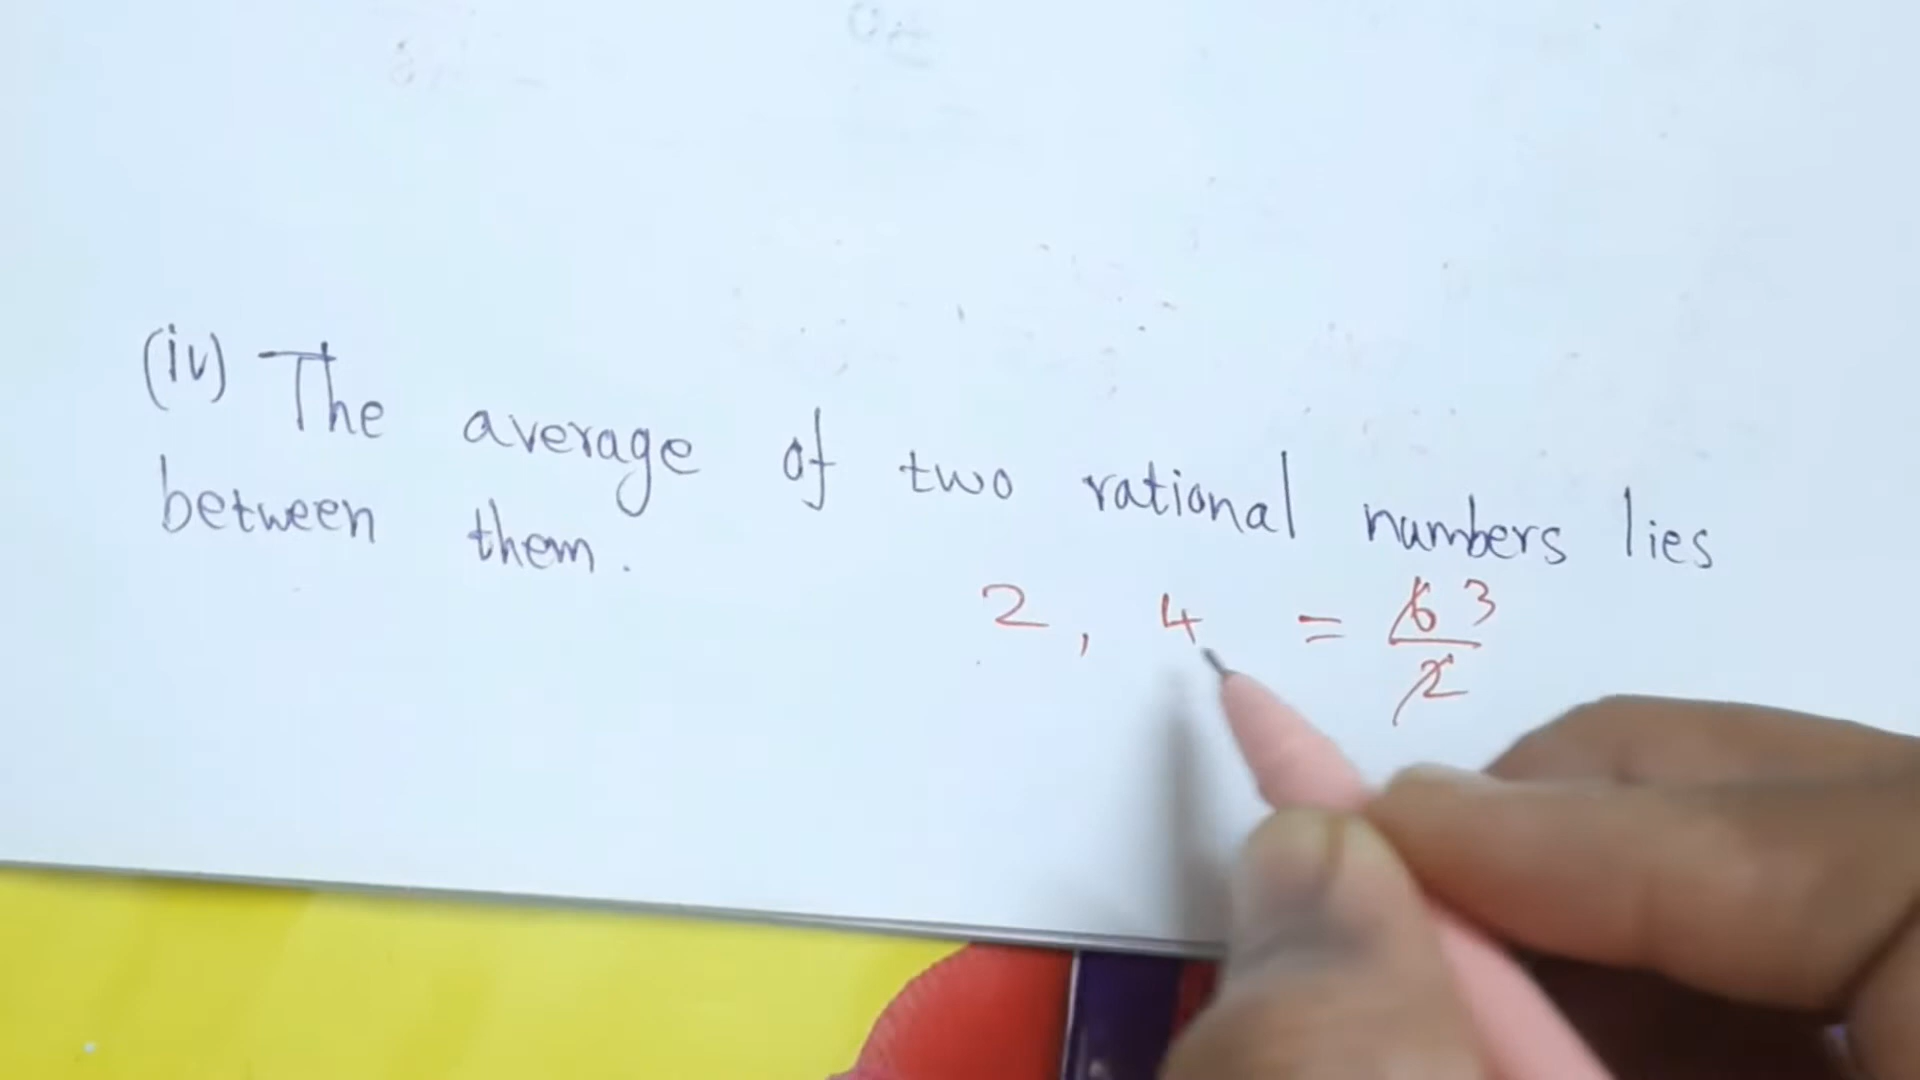 (iv) The average of two rational numbers lies
between them.
2, 4 = 6 3
2